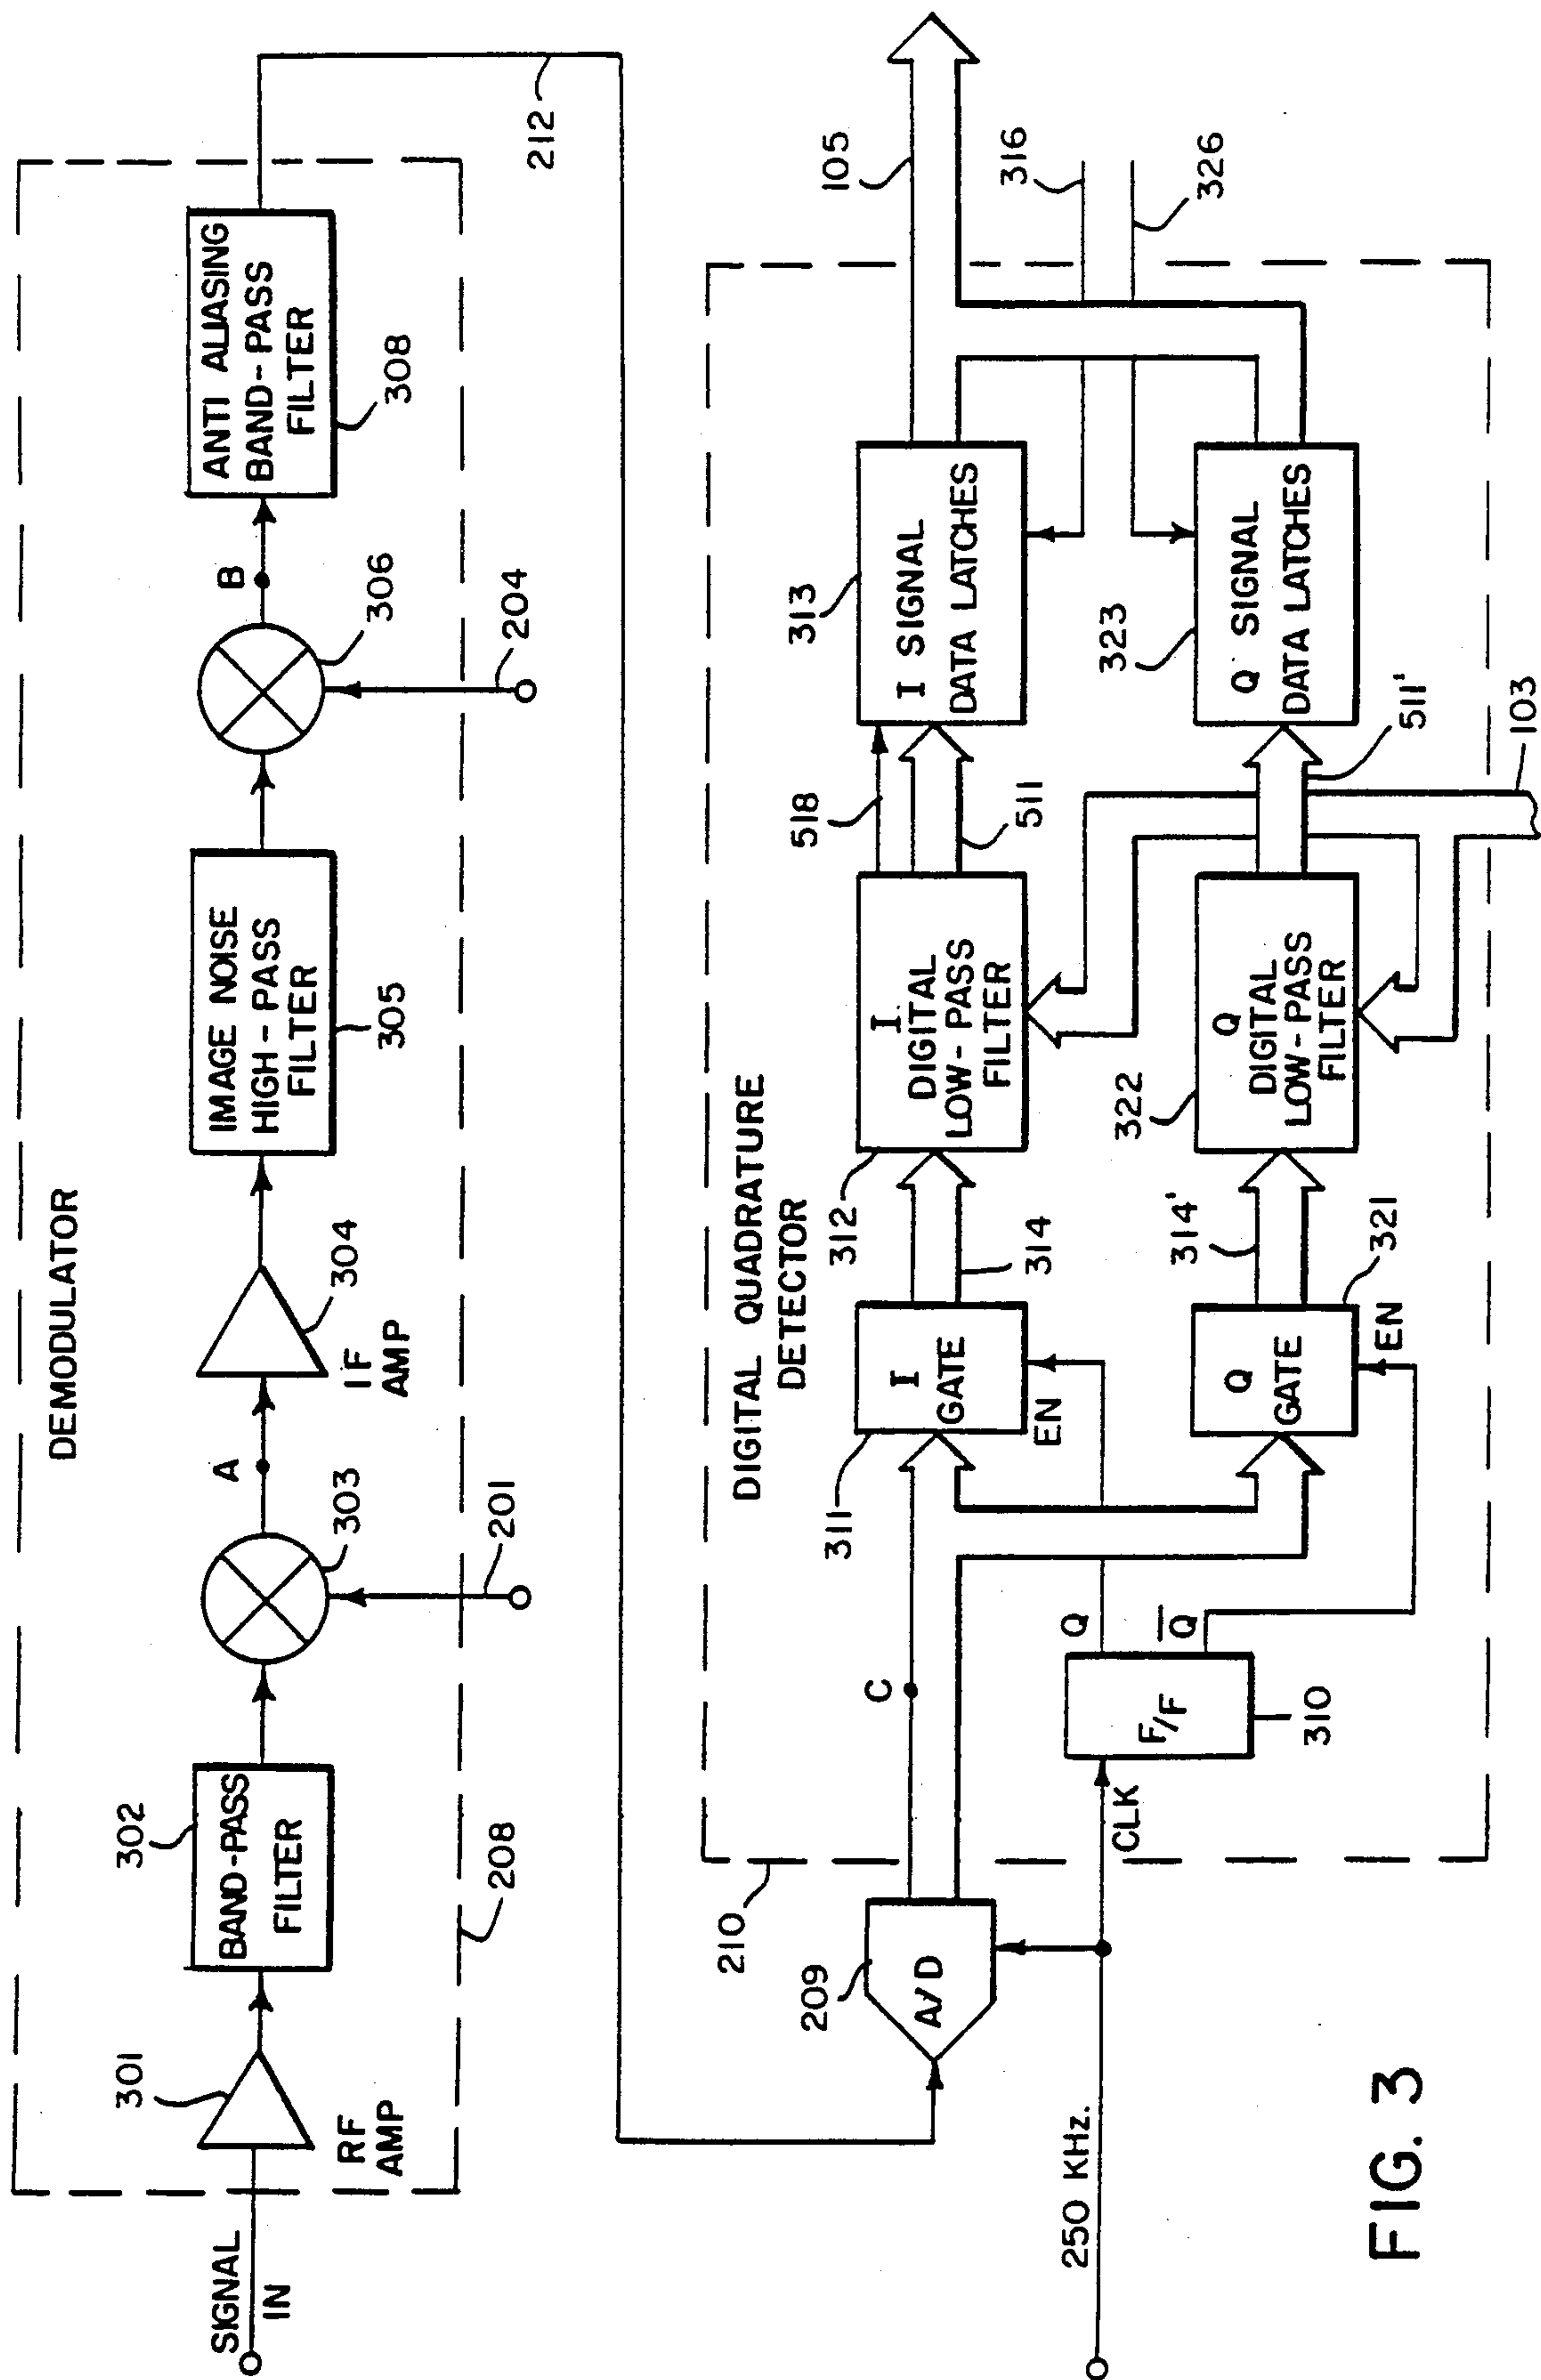 DEMODULATOR
SIGNAL
IN
301
RF
AMP
302
BAND-PASS
FILTER
208
303
A
201
304
IF
AMP
IMAGE NOISE
HIGH-PASS
FILTER
305
306
B
204
ANTI ALIASING
BAND-PASS
FILTER
308
212
DIGITAL QUADRATURE
DETECTOR
210
209
A/D
250 KHz.
CLK
C
F/F
310
Q
Q̅
311
I
GATE
EN
314
312
I
DIGITAL
LOW-PASS
FILTER
518
511
313
I SIGNAL
DATA LATCHES
105
316
326
Q
GATE
321
EN
314'
322
Q
DIGITAL
LOW-PASS
FILTER
511'
103
323
Q SIGNAL
DATA LATCHES
FIG. 3